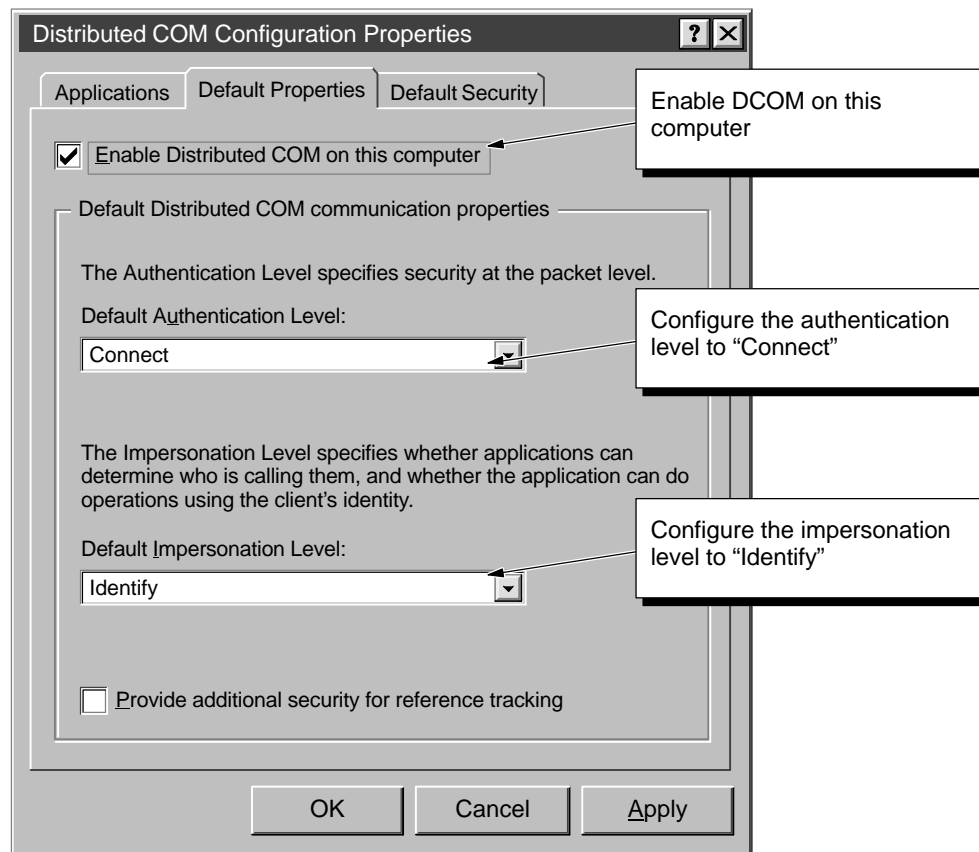 Distributed COM Configuration Properties
Applications
Default Properties
Default Security
Enable DCOM on this
computer
Enable Distributed COM on this computer
Default Distributed COM communication properties
The Authentication Level specifies security at the packet level.
Default Authentication Level:
Connect
Configure the authentication
level to “Connect”
The Impersonation Level specifies whether applications can
determine who is calling them, and whether the application can do
operations using the client’s identity.
Default Impersonation Level:
Identify
Configure the impersonation
level to “Identify”
Provide additional security for reference tracking
OK
Cancel
Apply